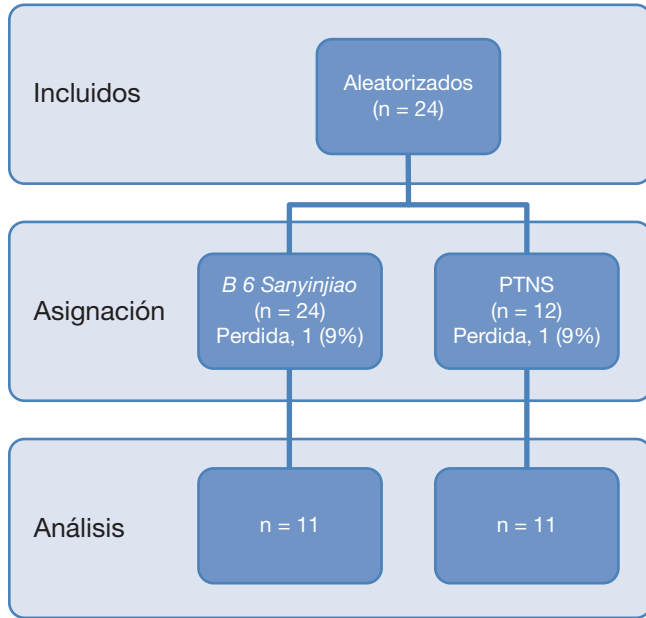 Incluidos
Aleatorizados
(n = 24)
Asignación
B 6 Sanyinjiao
(n = 24)
Perdida, 1 (9%)
PTNS
(n = 12)
Perdida, 1 (9%)
Análisis
n = 11
n = 11